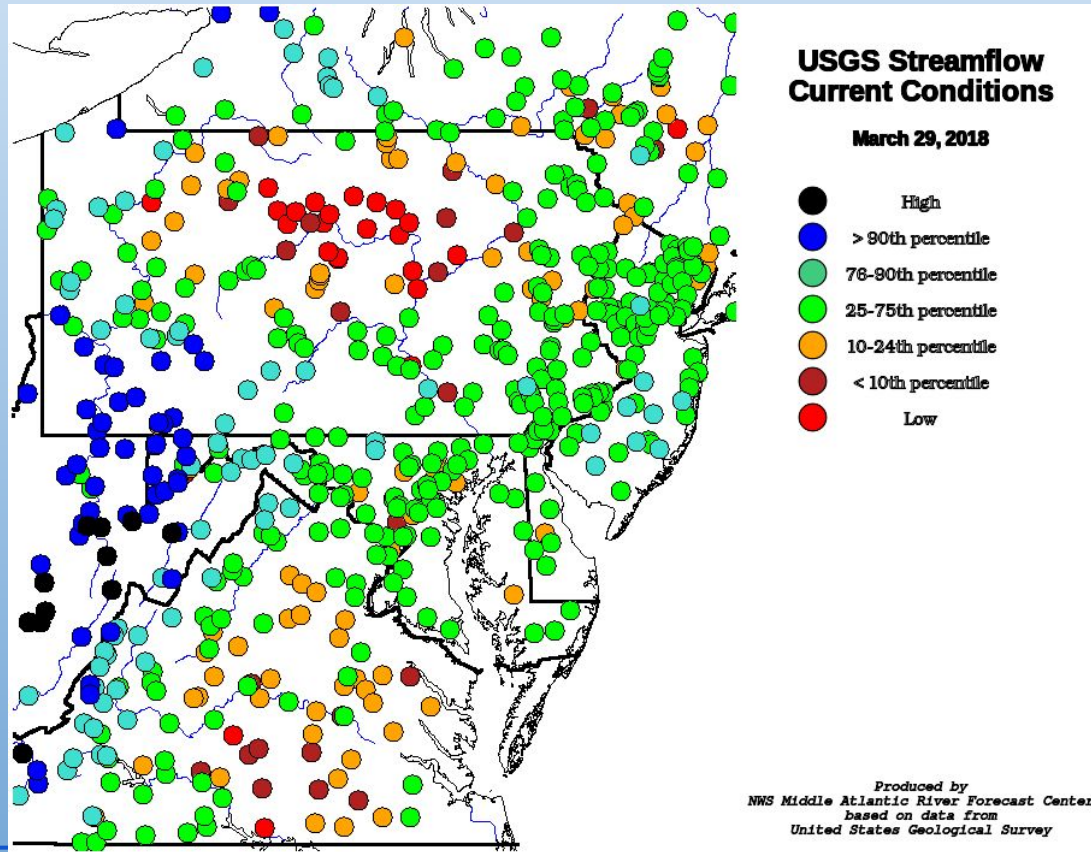 USGS Streamflow
Current Conditions
March 29, 2018
High
> 90th percentile
76-90th percentile
25-75th percentile
10-24th percentile
< 10th percentile
Low
Produced by
NWS Middle Atlantic River Forecast Center
based on data from
United States Geological Survey